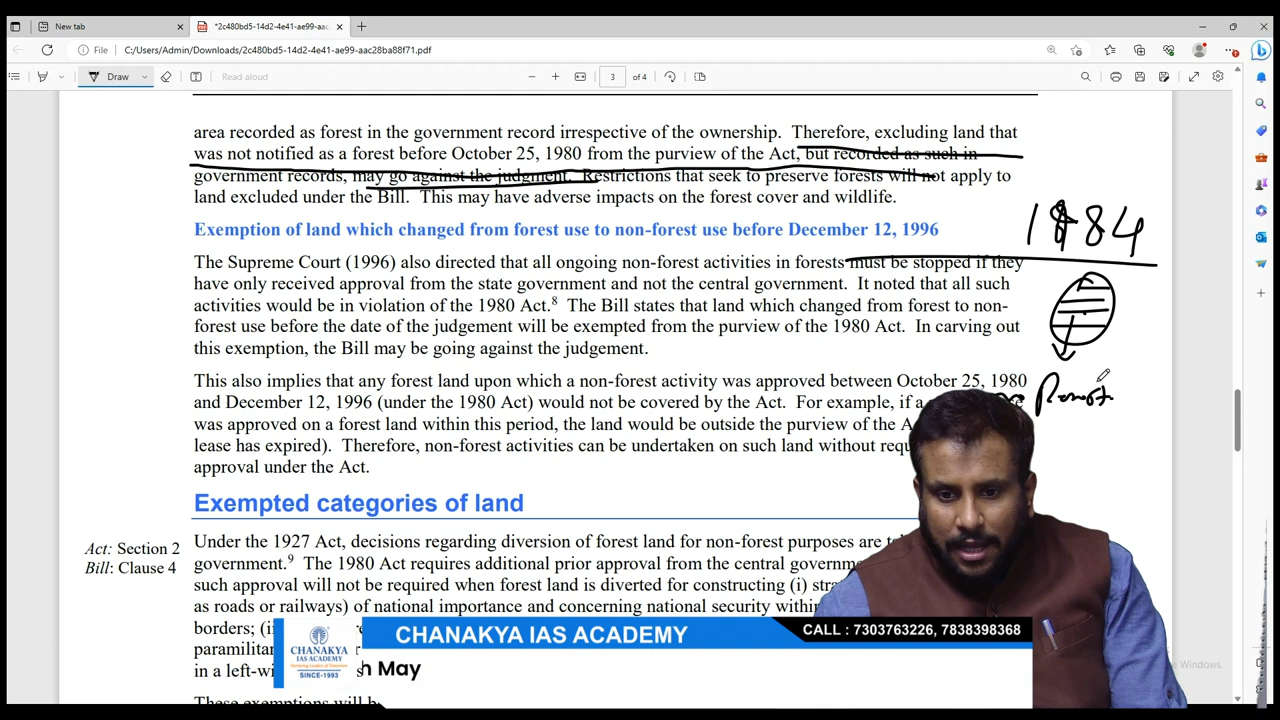 New tab
*2c480bd5-14d2-4e41-ae99-aac...
File C:/Users/Admin/Downloads/2c480bd5-14d2-4e41-ae99-aac28ba88f71.pdf
Draw Read aloud 3 of 4
area recorded as forest in the government record irrespective of the ownership. Therefore, excluding land that
was not notified as a forest before October 25, 1980 from the purview of the Act, but recorded as such in
government records, may go against the judgment. Restrictions that seek to preserve forests will not apply to
land excluded under the Bill. This may have adverse impacts on the forest cover and wildlife.
Exemption of land which changed from forest use to non-forest use before December 12, 1996
1984
The Supreme Court (1996) also directed that all ongoing non-forest activities in forests must be stopped if they
have only received approval from the state government and not the central government. It noted that all such
activities would be in violation of the 1980 Act.8 The Bill states that land which changed from forest to non-
forest use before the date of the judgement will be exempted from the purview of the 1980 Act. In carving out
this exemption, the Bill may be going against the judgement.
This also implies that any forest land upon which a non-forest activity was approved between October 25, 1980
and December 12, 1996 (under the 1980 Act) would not be covered by the Act. For example, if a
was approved on a forest land within this period, the land would be outside the purview of the A
lease has expired). Therefore, non-forest activities can be undertaken on such land without requ
approval under the Act.
Exempted categories of land
Act: Section 2
Bill: Clause 4
Under the 1927 Act, decisions regarding diversion of forest land for non-forest purposes are
government.9 The 1980 Act requires additional prior approval from the central governme
such approval will not be required when forest land is diverted for constructing (i) stra
as roads or railways) of national importance and concerning national security within
borders; (i
paramilitar
in a left-wi
These exemptions will b
CHANAKYA IAS ACADEMY
CALL : 7303763226, 7838398368
CHANAKYA
IAS ACADEMY
Nurturing Leaders of Tomorrow
SINCE-1993
h May
Windows.